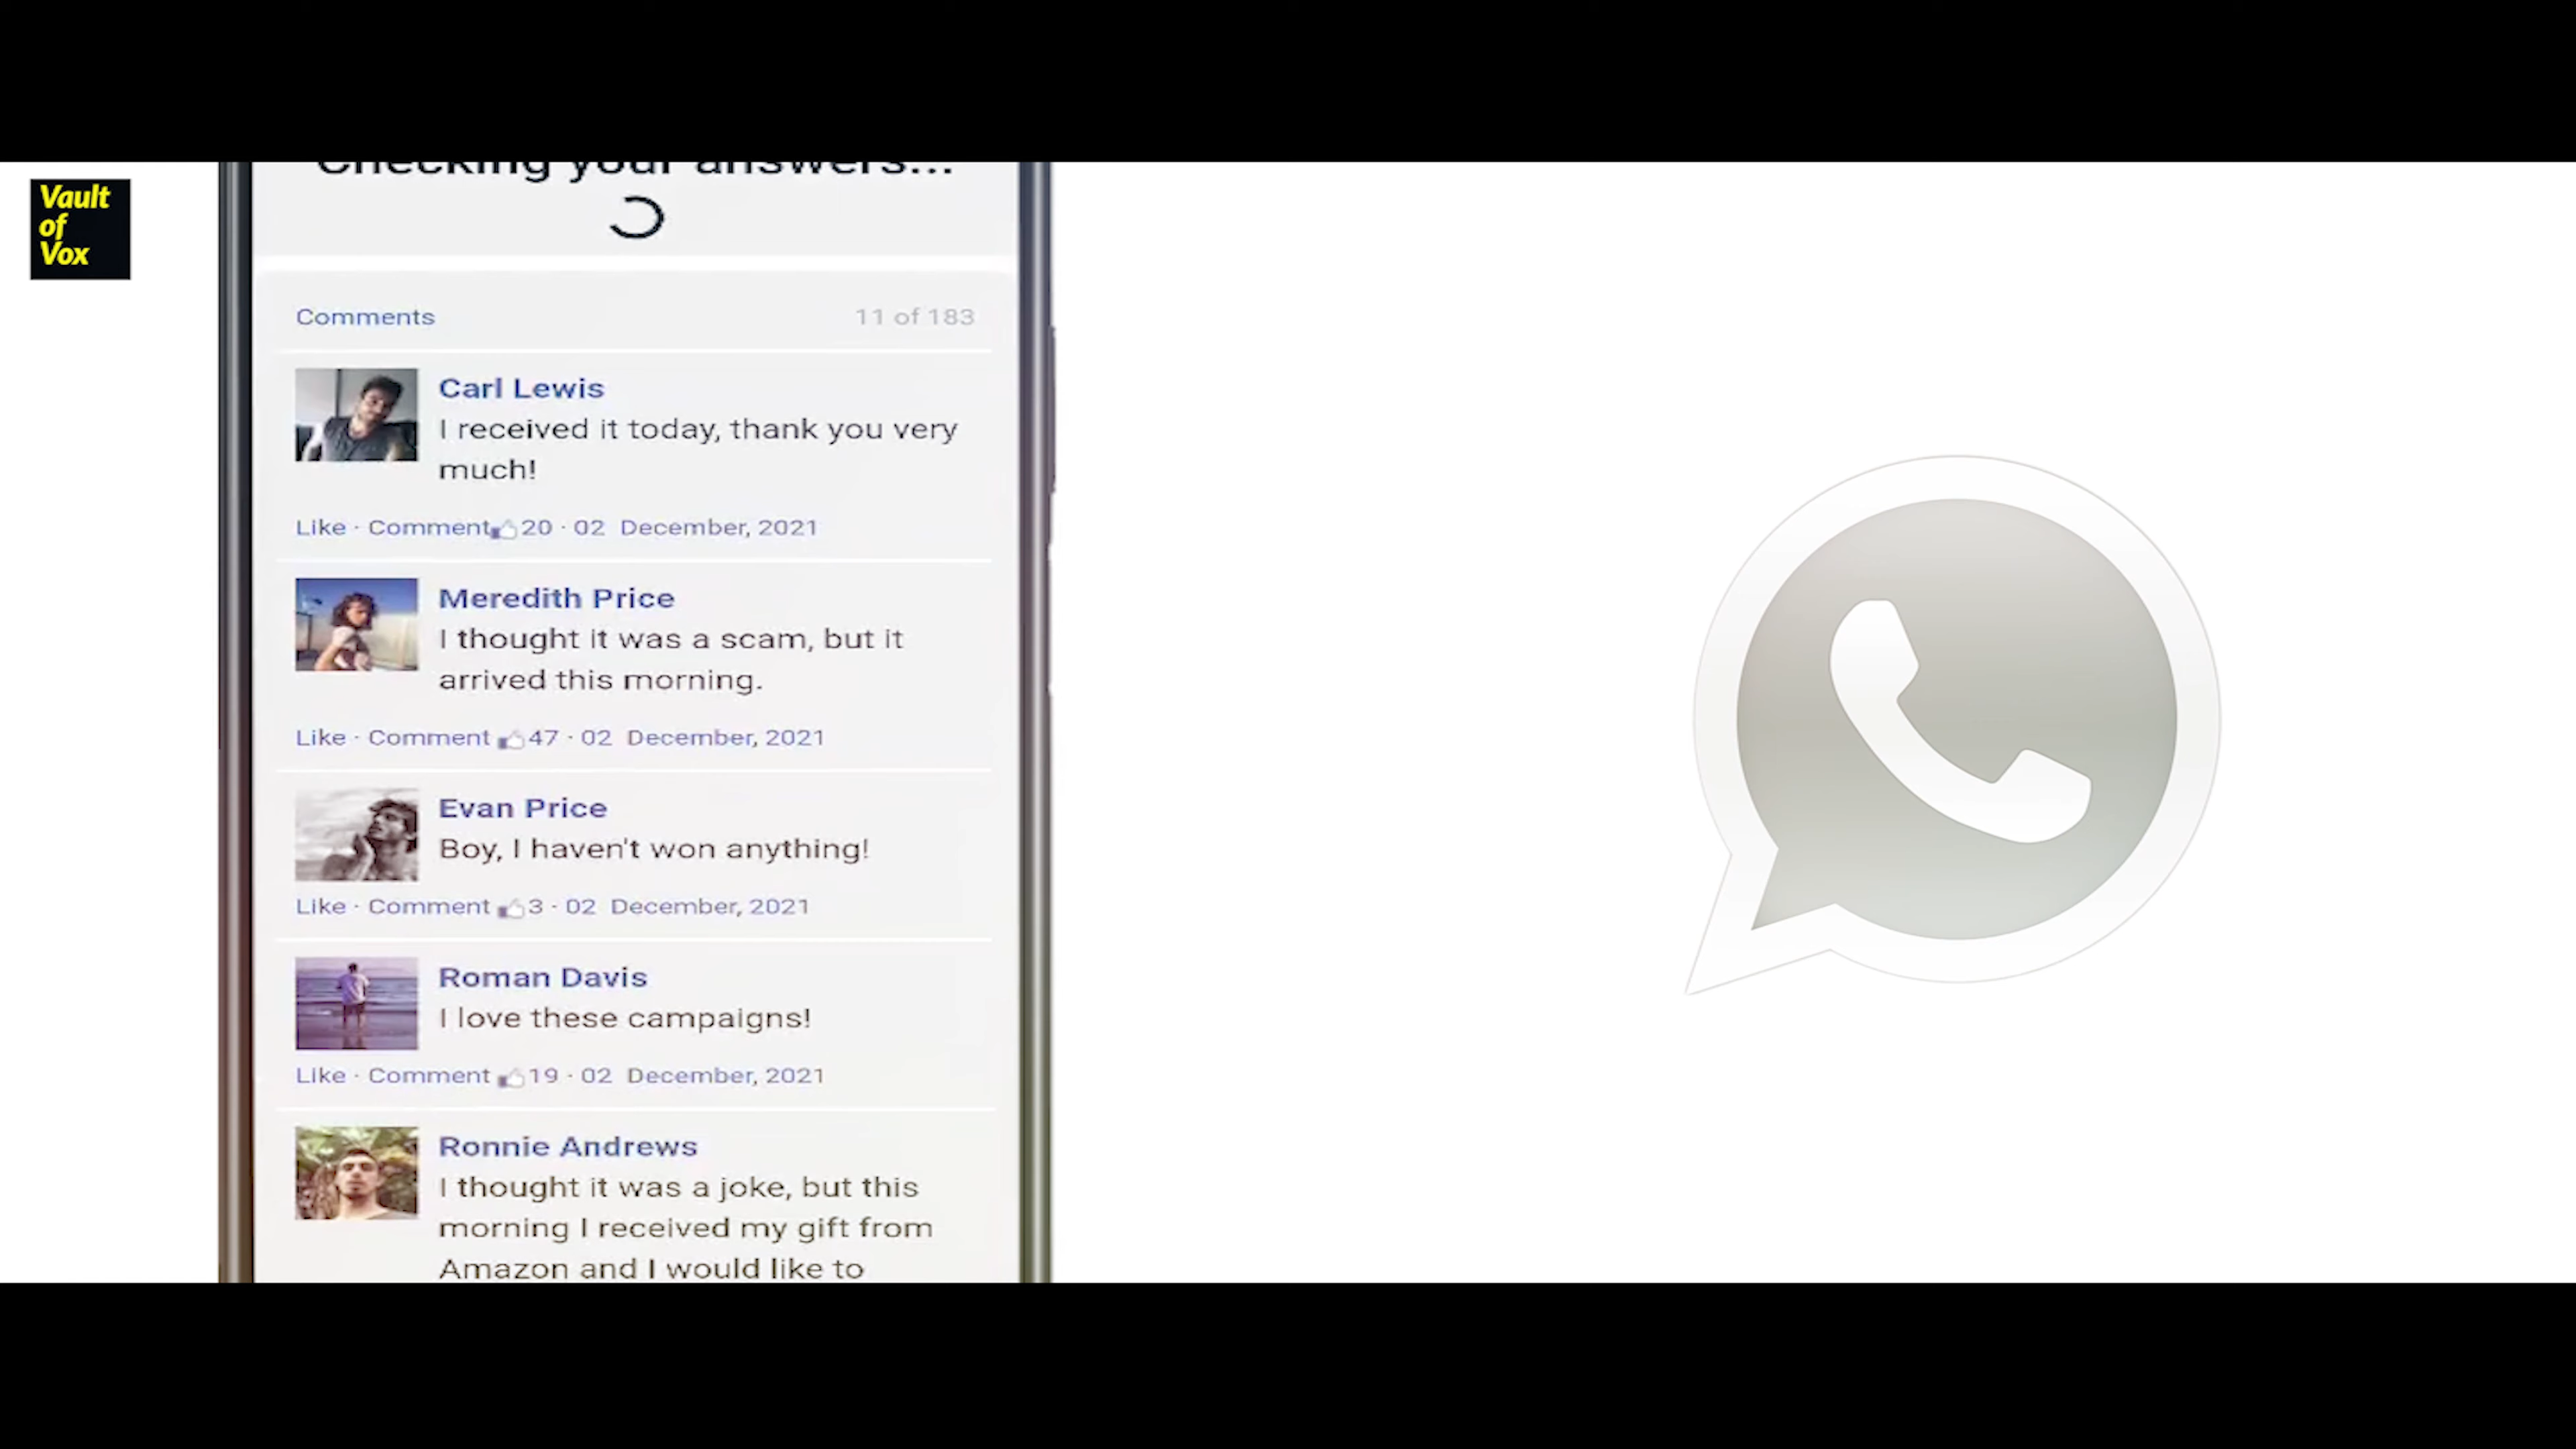 Checking your answers...
Vault
of
Vox
Comments 11 of 183
Carl Lewis
I received it today, thank you very
much!
Like · Comment 20 · 02 December, 2021
Meredith Price
I thought it was a scam, but it
arrived this morning.
Like · Comment 47 · 02 December, 2021
Evan Price
Boy, I haven't won anything!
Like · Comment 3 · 02 December, 2021
Roman Davis
I love these campaigns!
Like · Comment 19 · 02 December, 2021
Ronnie Andrews
I thought it was a joke, but this
morning I received my gift from
Amazon and I would like to